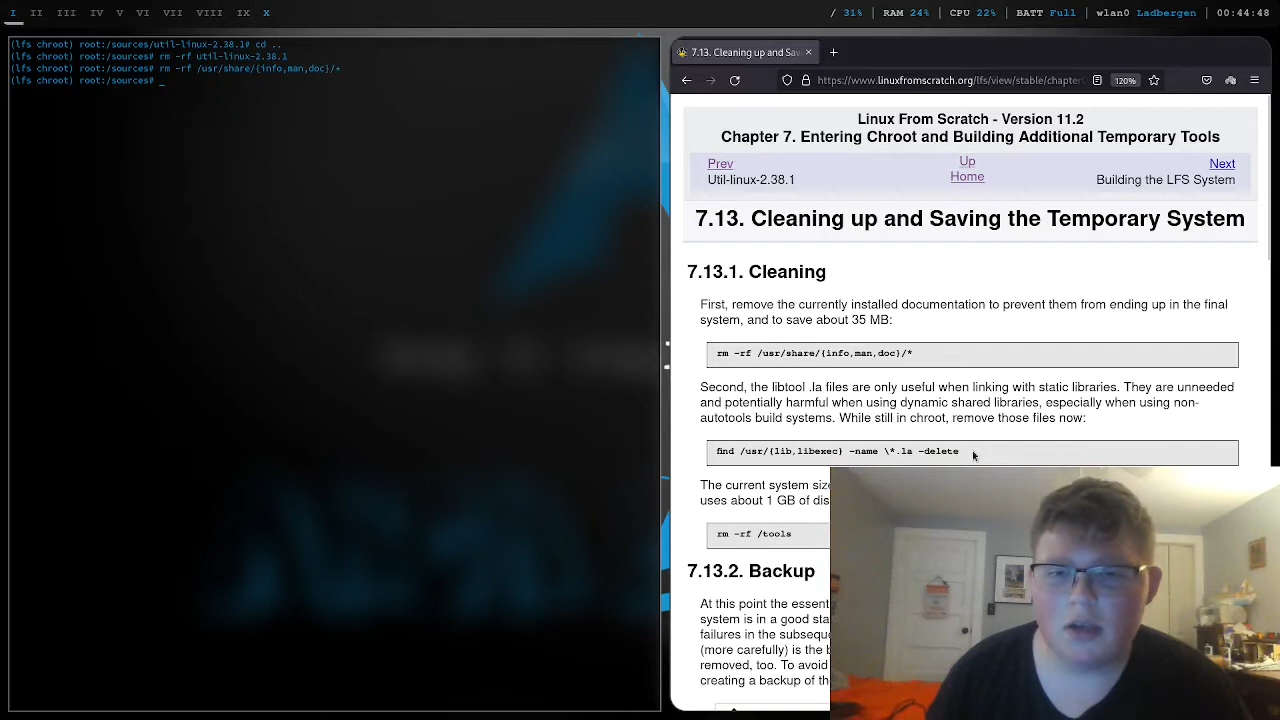 I II III IV V VI VII VIII IX X
/ 31% | RAM 24% | CPU 22% | BATT Full | wlan0 Ladbergen | 00:44:48
(lfs chroot) root:/sources/util-linux-2.38.1# cd ..
(lfs chroot) root:/sources# rm -rf util-linux-2.38.1
(lfs chroot) root:/sources# rm -rf /usr/share/{info,man,doc}/*
(lfs chroot) root:/sources# _
7.13. Cleaning up and Sav
https://www.linuxfromscratch.org/lfs/view/stable/chapter
120%
Linux From Scratch - Version 11.2
Chapter 7. Entering Chroot and Building Additional Temporary Tools
Prev Up Next
Util-linux-2.38.1 Home Building the LFS System
7.13. Cleaning up and Saving the Temporary System
7.13.1. Cleaning
First, remove the currently installed documentation to prevent them from ending up in the final
system, and to save about 35 MB:
rm -rf /usr/share/{info,man,doc}/*
Second, the libtool .la files are only useful when linking with static libraries. They are unneeded
and potentially harmful when using dynamic shared libraries, especially when using non-
autotools build systems. While still in chroot, remove those files now:
find /usr/{lib,libexec} -name \*.la -delete
The current system size
uses about 1 GB of dis
rm -rf /tools
7.13.2. Backup
At this point the essent
system is in a good sta
failures in the subseque
(more carefully) is the b
removed, too. To avoid
creating a backup of th